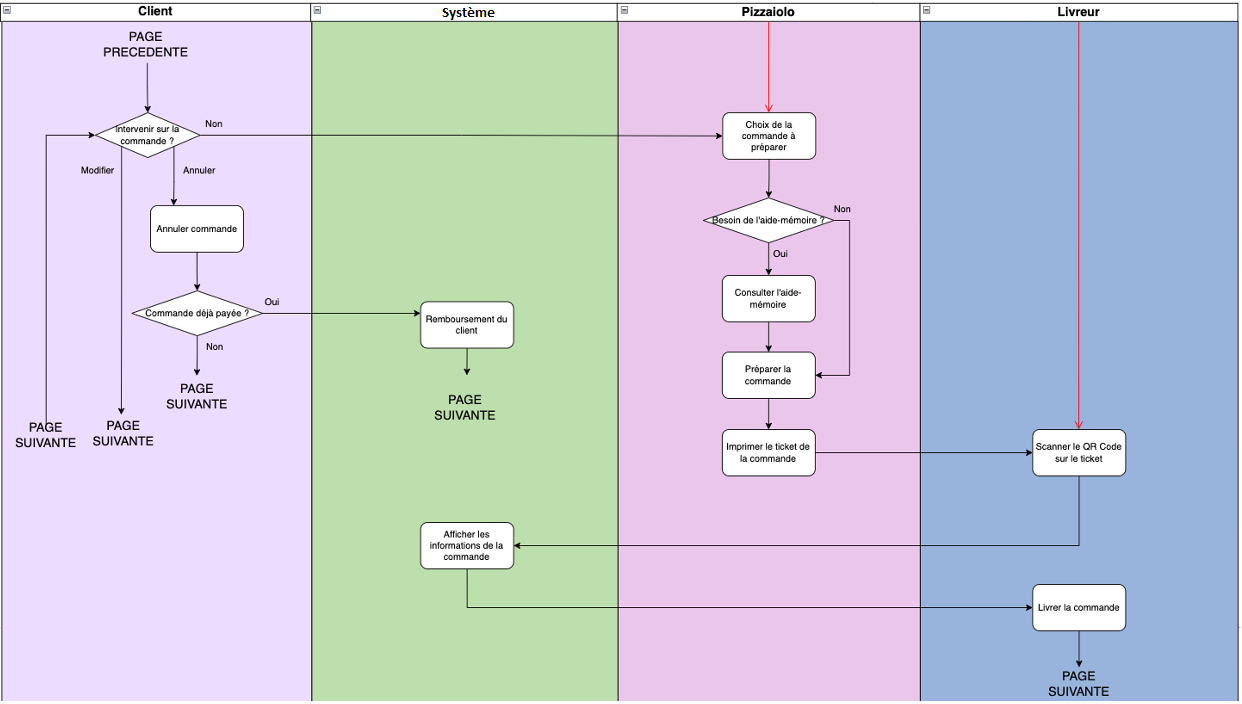 Client
Système
Pizzaiolo
Livreur
PAGE
PRECEDENTE
Intervenir sur la
commande ?
Non
Modifier
Annuler
Annuler commande
Commande déjà payée ?
Oui
Non
PAGE
SUIVANTE
PAGE
SUIVANTE
PAGE
SUIVANTE
Remboursement du
client
PAGE
SUIVANTE
Choix de la
commande à
préparer
Besoin de l'aide-mémoire ?
Non
Oui
Consulter l'aide-
mémoire
Préparer la
commande
Imprimer le ticket de
la commande
Scanner le QR Code
sur le ticket
Afficher les
informations de la
commande
Livrer la commande
PAGE
SUIVANTE